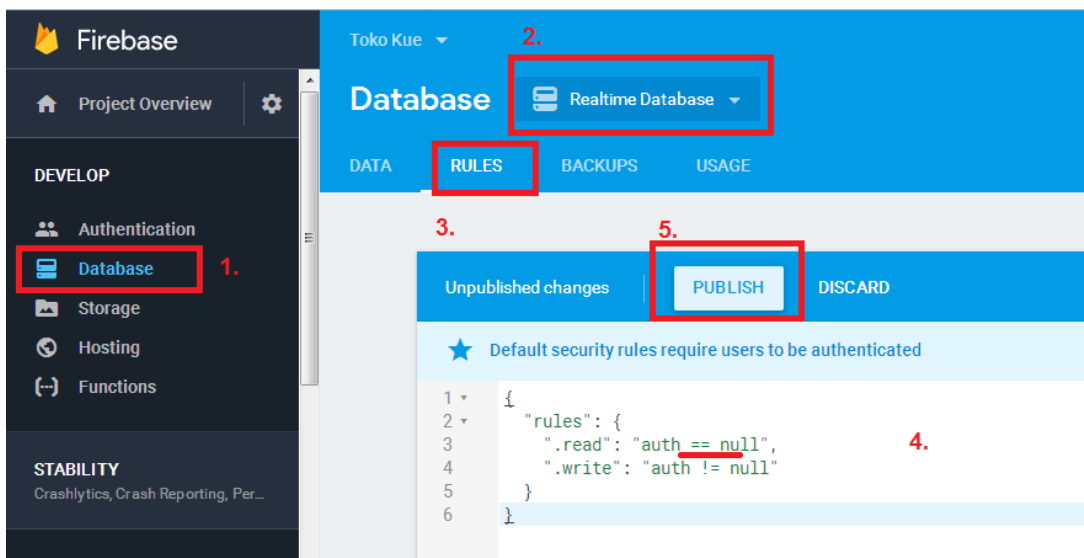 Firebase
Project Overview
DEVELOP
Authentication
Database
1.
Storage
Hosting
Functions
STABILITY
Crashlytics, Crash Reporting, Per...
Toko Kue
2.
Database
Realtime Database
DATA RULES BACKUPS USAGE
3.
5.
Unpublished changes PUBLISH DISCARD
Default security rules require users to be authenticated
1 {
2 "rules": {
3 ".read": "auth == null",
4 ".write": "auth != null"
5 }
6 }
4.